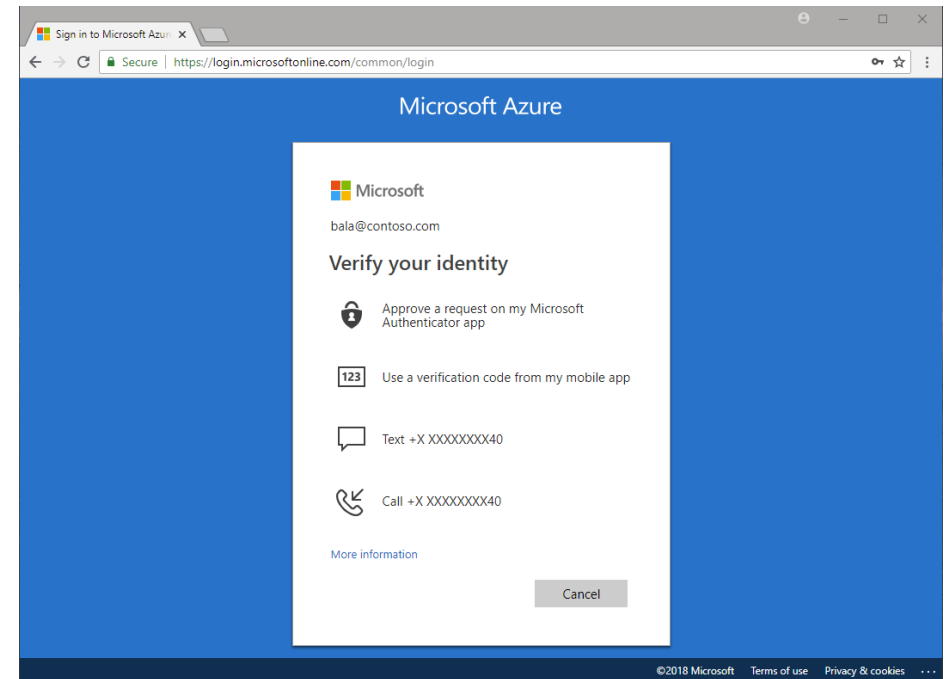 Sign in to Microsoft Azur
Secure | https://login.microsoftonline.com/common/login
Microsoft Azure
Microsoft
bala@contoso.com
Verify your identity
Approve a request on my Microsoft
Authenticator app
123 Use a verification code from my mobile app
Text +X XXXXXXXX40
Call +X XXXXXXXX40
More information
Cancel
©2018 Microsoft Terms of use Privacy & cookies ...